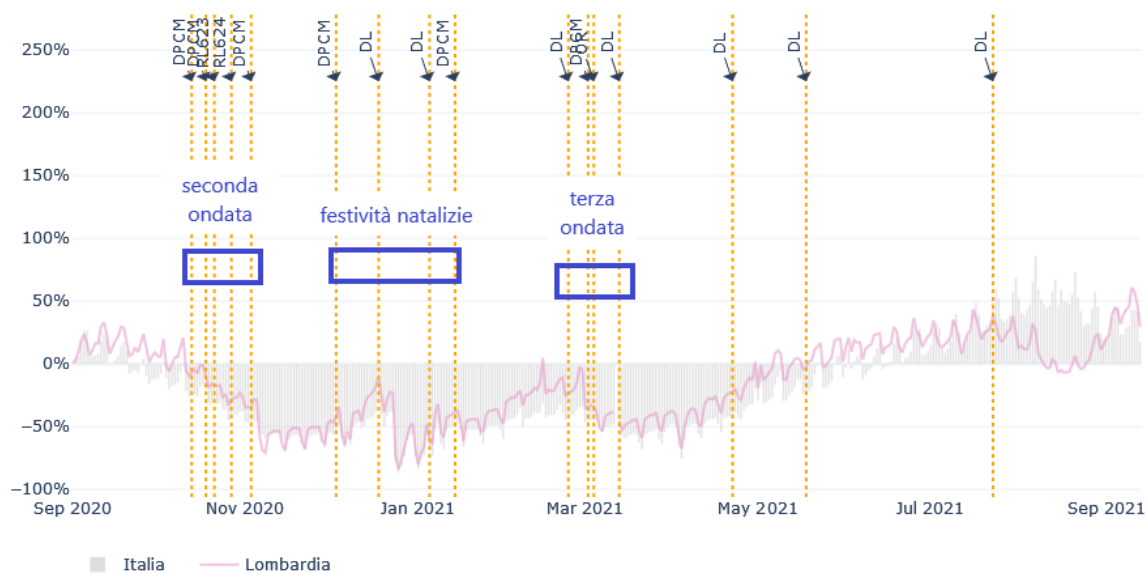 DPCM DPCM RL623 RL624 DPCM DPCM DL DL DPCM DL DPCM OR DL DL DL DL
250%
200%
150%
seconda
ondata
festività natalizie
terza
ondata
100%
50%
0%
−50%
−100%
Sep 2020 Nov 2020 Jan 2021 Mar 2021 May 2021 Jul 2021 Sep 2021
Italia Lombardia